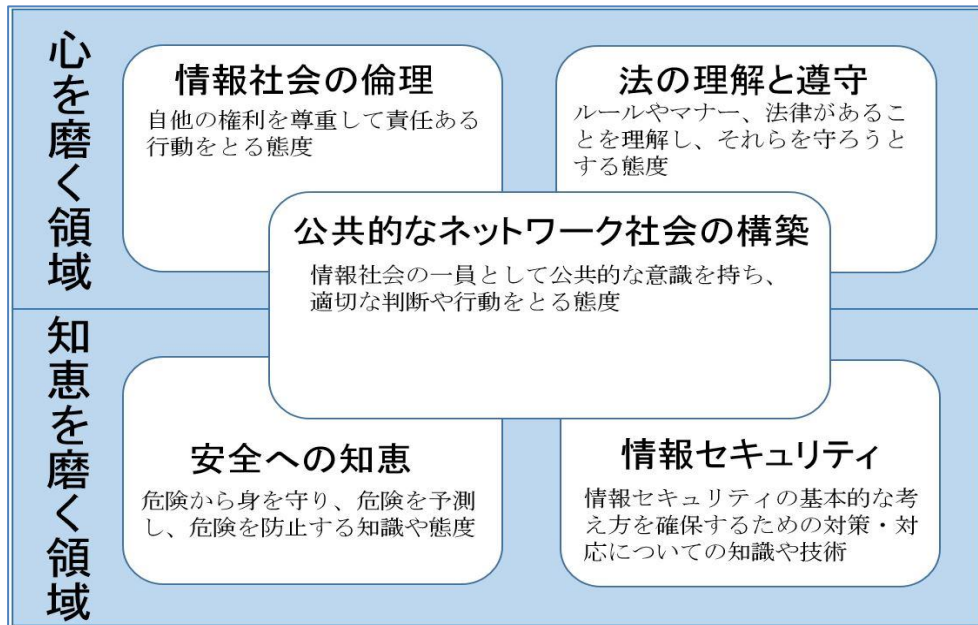 心を磨く領域
情報社会の倫理
自他の権利を尊重して責任ある
行動をとる態度
法の理解と遵守
ルールやマナー、法律があるこ
とを理解し、それらを守ろうと
する態度
公共的なネットワーク社会の構築
情報社会の一員として公共的な意識を持ち、
適切な判断や行動をとる態度
知恵を磨く領域
安全への知恵
危険から身を守り、危険を予測
し、危険を防止する知識や態度
情報セキュリティ
情報セキュリティの基本的な考
え方を確保するための対策・対
応についての知識や技術